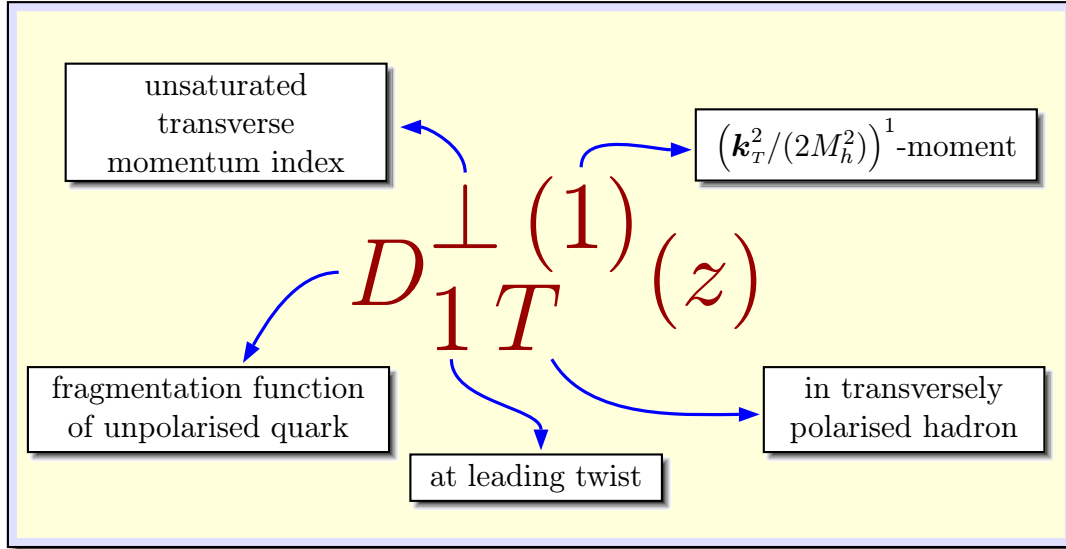 unsaturated
transverse
momentum index
(k_T^2/(2M_h^2))^1-moment
D_{1T}^{⊥(1)}(z)
fragmentation function
of unpolarised quark
at leading twist
in transversely
polarised hadron